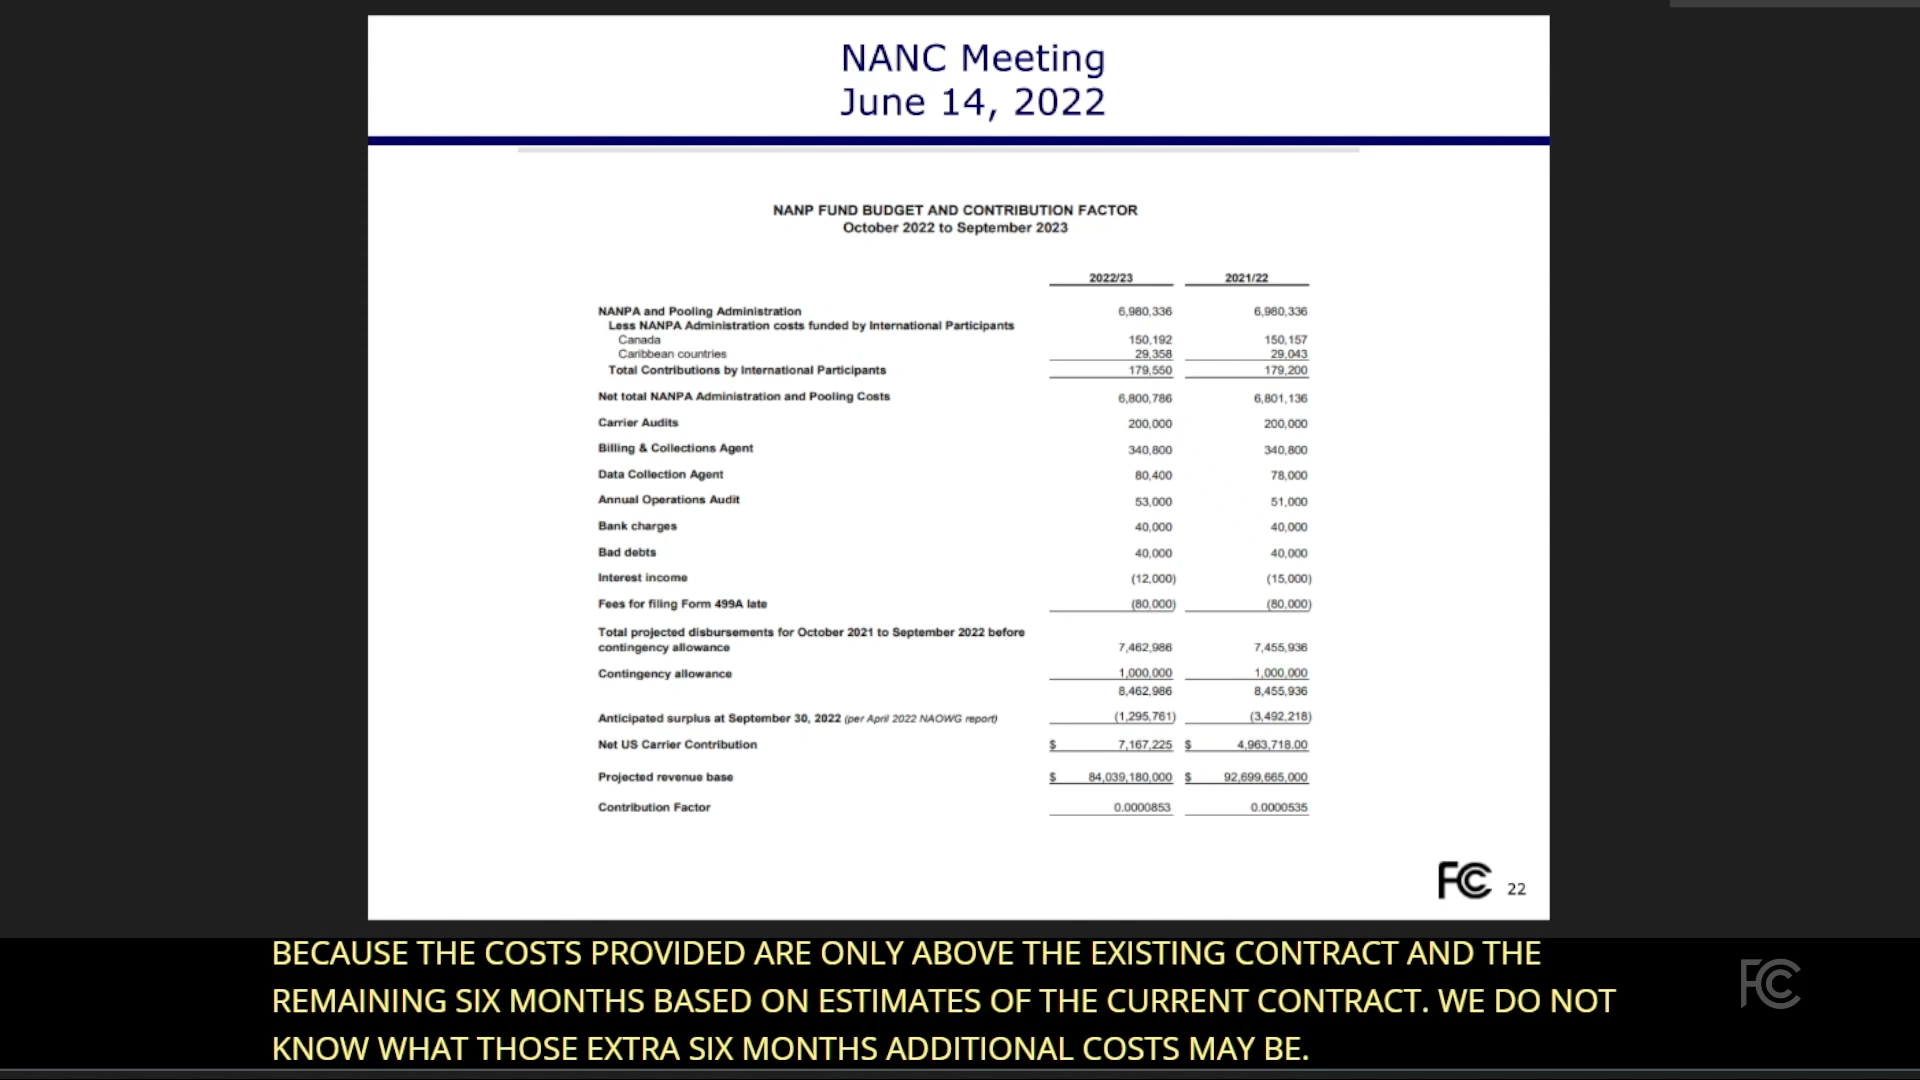 NANC Meeting
June 14, 2022
NANP FUND BUDGET AND CONTRIBUTION FACTOR
October 2022 to September 2023
2022/23 2021/22
NANPA and Pooling Administration 6,980,336 6,980,336
Less NANPA Administration costs funded by International Participants
Canada 150,192 150,157
Caribbean countries 29,358 29,043
Total Contributions by International Participants 179,550 179,200
Net total NANPA Administration and Pooling Costs 6,800,786 6,801,136
Carrier Audits 200,000 200,000
Billing & Collections Agent 340,800 340,800
Data Collection Agent 80,400 78,000
Annual Operations Audit 53,000 51,000
Bank charges 40,000 40,000
Bad debts 40,000 40,000
Interest income (12,000) (15,000)
Fees for filing Form 499A late (80,000) (80,000)
Total projected disbursements for October 2021 to September 2022 before
contingency allowance 7,462,986 7,455,936
Contingency allowance 1,000,000 1,000,000
8,462,986 8,455,936
Anticipated surplus at September 30, 2022 (per April 2022 NAOWG report) (1,295,761) (3,492,218)
Net US Carrier Contribution $ 7,167,225 $ 4,963,718.00
Projected revenue base $ 84,039,180,000 $ 92,699,665,000
Contribution Factor 0.0000853 0.0000535
FCC 22
BECAUSE THE COSTS PROVIDED ARE ONLY ABOVE THE EXISTING CONTRACT AND THE
REMAINING SIX MONTHS BASED ON ESTIMATES OF THE CURRENT CONTRACT. WE DO NOT
KNOW WHAT THOSE EXTRA SIX MONTHS ADDITIONAL COSTS MAY BE.
FCC